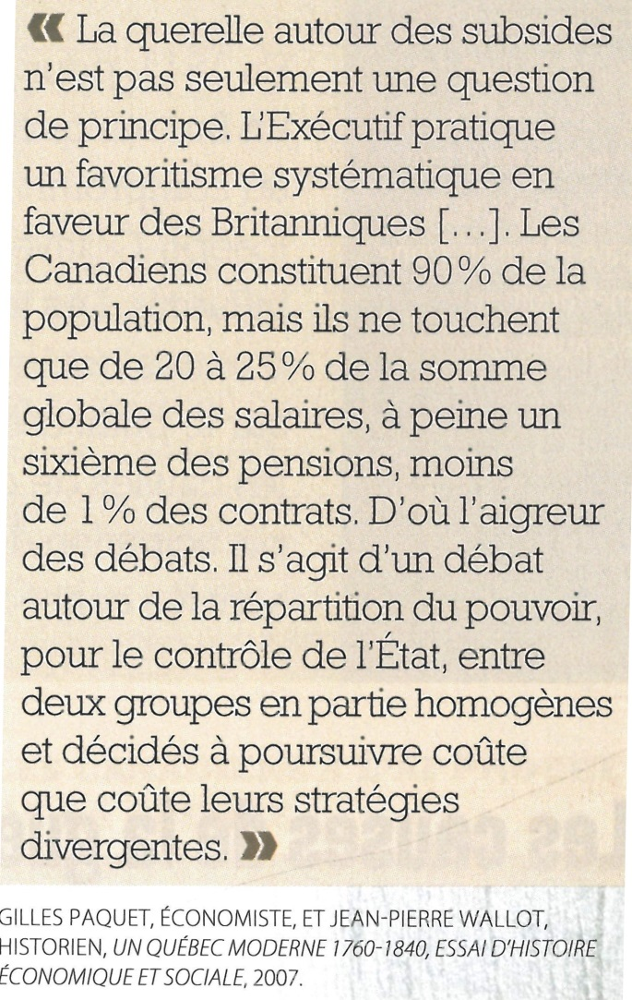 « La querelle autour des subsides
n'est pas seulement une question
de principe. L'Exécutif pratique
un favoritisme systématique en
faveur des Britanniques [...]. Les
Canadiens constituent 90 % de la
population, mais ils ne touchent
que de 20 à 25 % de la somme
globale des salaires, à peine un
sixième des pensions, moins
de 1 % des contrats. D'où l'aigreur
des débats. Il s'agit d'un débat
autour de la répartition du pouvoir,
pour le contrôle de l'État, entre
deux groupes en partie homogènes
et décidés à poursuivre coûte
que coûte leurs stratégies
divergentes. »
GILLES PAQUET, ÉCONOMISTE, ET JEAN-PIERRE WALLOT,
HISTORIEN, UN QUÉBEC MODERNE 1760-1840, ESSAI D'HISTOIRE
ÉCONOMIQUE ET SOCIALE, 2007.